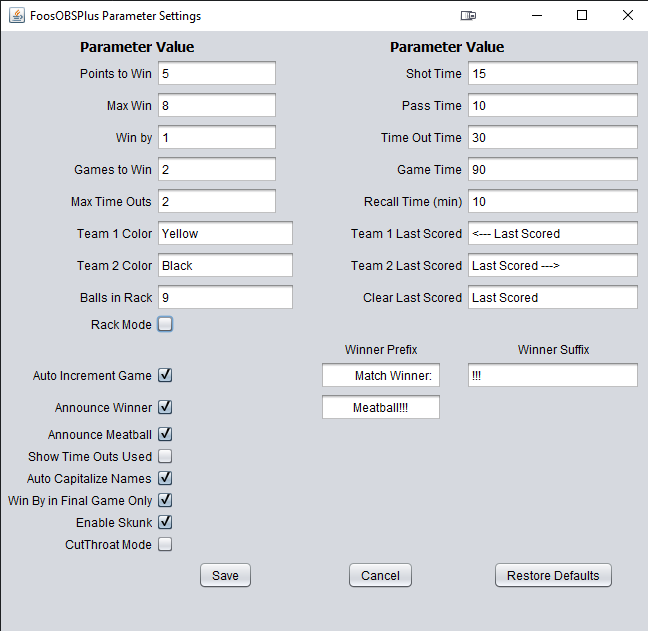 FoosOBSPlus Parameter Settings
Parameter Value Parameter Value
Points to Win 5 Shot Time 15
Max Win 8 Pass Time 10
Win by 1 Time Out Time 30
Games to Win 2 Game Time 90
Max Time Outs 2 Recall Time (min) 10
Team 1 Color Yellow Team 1 Last Scored <--- Last Scored
Team 2 Color Black Team 2 Last Scored Last Scored --->
Balls in Rack 9 Clear Last Scored Last Scored
Rack Mode
Winner Prefix Winner Suffix
Auto Increment Game Match Winner: !!!
Announce Winner Meatball!!!
Announce Meatball
Show Time Outs Used
Auto Capitalize Names
Win By in Final Game Only
Enable Skunk
CutThroat Mode
Save Cancel Restore Defaults